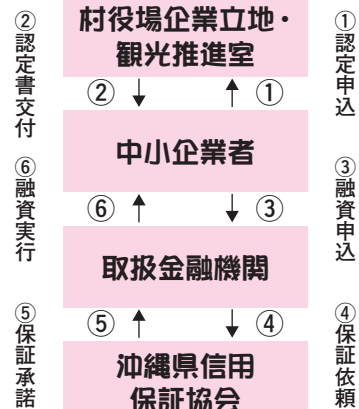 村役場企業立地・
観光推進室
② ①
中小企業者
⑥ ③
取扱金融機関
⑤ ④
沖縄県信用
保証協会
①認定申込
③融資申込
④保証依頼
②認定書交付
⑥融資実行
⑤保証承諾